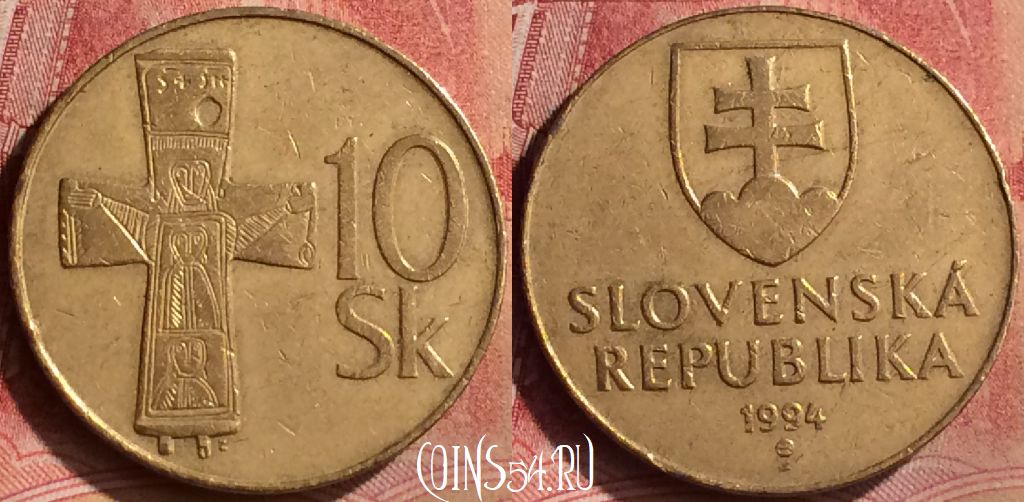 10
Sk
SLOVENSKÁ
REPUBLIKA
1994
COINS54.RU